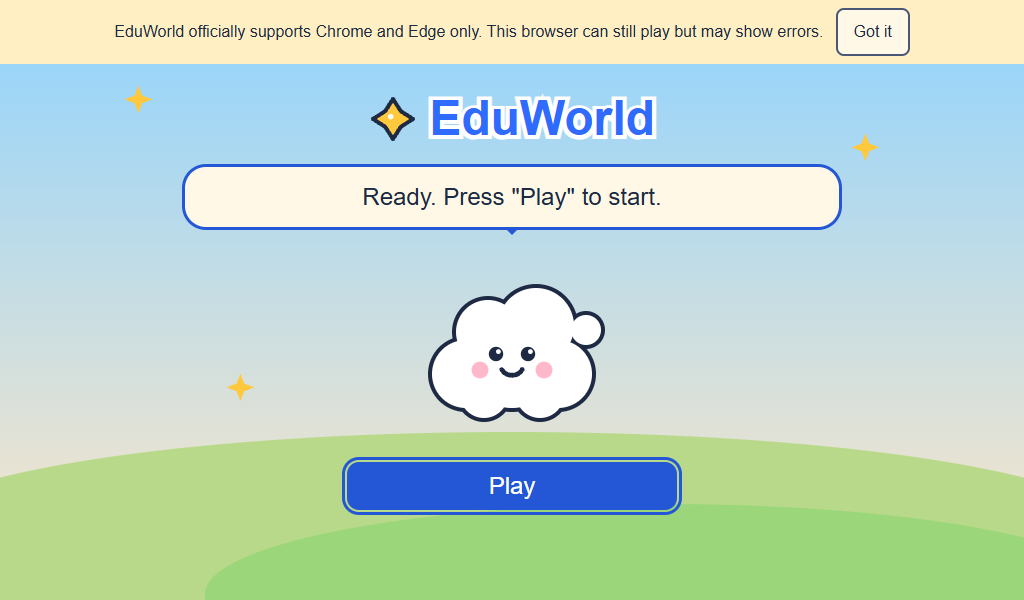 EduWorld officially supports Chrome and Edge only. This browser can still play but may show errors.
Got it
EduWorld
Ready. Press "Play" to start.
Play